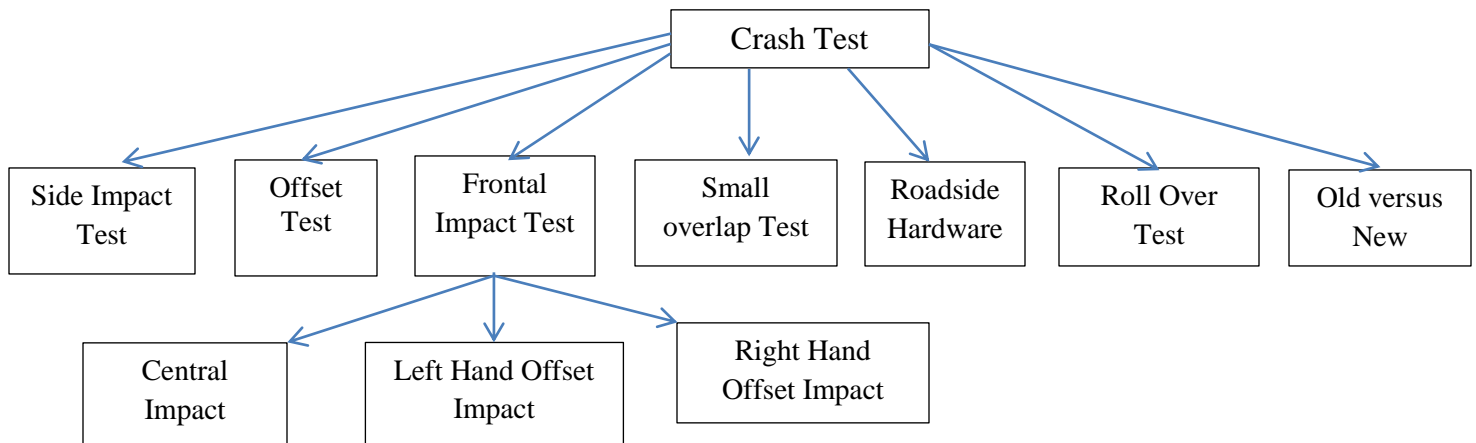 Crash Test
Side Impact
Test
Offset
Test
Frontal
Impact Test
Small
overlap Test
Roadside
Hardware
Roll Over
Test
Old versus
New
Central
Impact
Left Hand Offset
Impact
Right Hand
Offset Impact